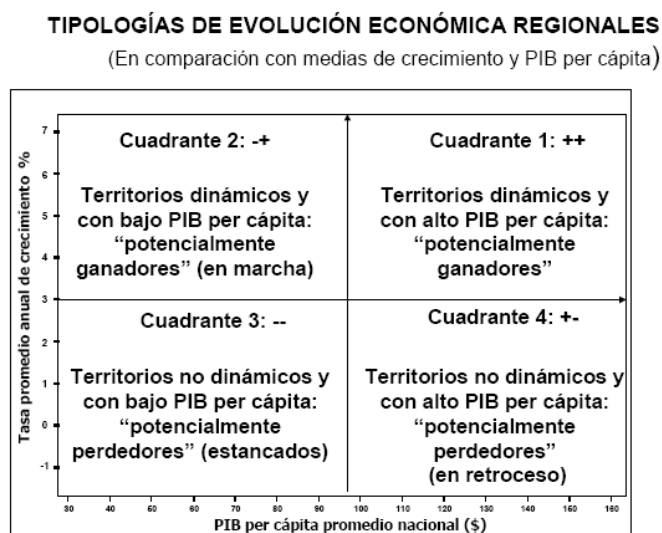 TIPOLOGÍAS DE EVOLUCIÓN ECONÓMICA REGIONALES
(En comparación con medias de crecimiento y PIB per cápita)
Tasa promedio anual de crecimiento %
7
6
5
4
3
2
1
0
-1
Cuadrante 2: -+
Territorios dinámicos y
con bajo PIB per cápita:
“potencialmente
ganadores” (en marcha)
Cuadrante 1: ++
Territorios dinámicos y
con alto PIB per cápita:
“potencialmente
ganadores”
Cuadrante 3: --
Territorios no dinámicos y
con bajo PIB per cápita:
“potencialmente
perdedores” (estancados)
Cuadrante 4: +-
Territorios no dinámicos y
con alto PIB per cápita:
“potencialmente
perdedores”
(en retroceso)
30 40 50 60 70 80 90 100 110 120 130 140 150 160
PIB per cápita promedio nacional ($)